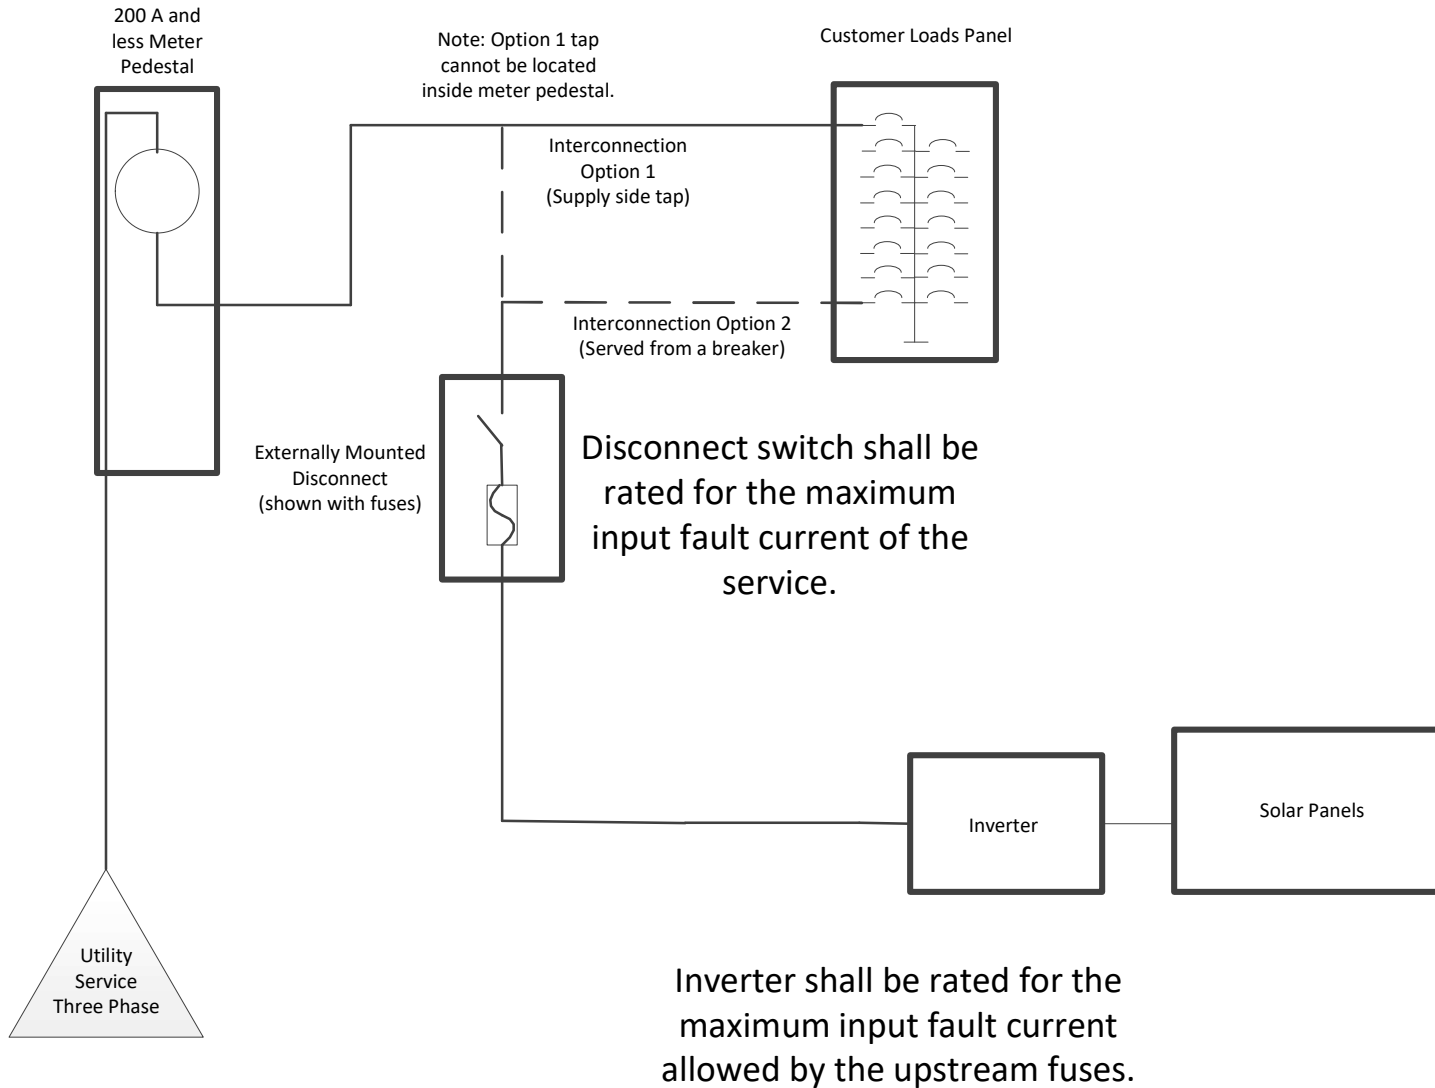 200 A and
less Meter
Pedestal
Note: Option 1 tap
cannot be located
inside meter pedestal.
Customer Loads Panel
Interconnection
Option 1
(Supply side tap)
Interconnection Option 2
(Served from a breaker)
Externally Mounted
Disconnect
(shown with fuses)
Disconnect switch shall be
rated for the maximum
input fault current of the
service.
Inverter
Solar Panels
Utility
Service
Three Phase
Inverter shall be rated for the
maximum input fault current
allowed by the upstream fuses.